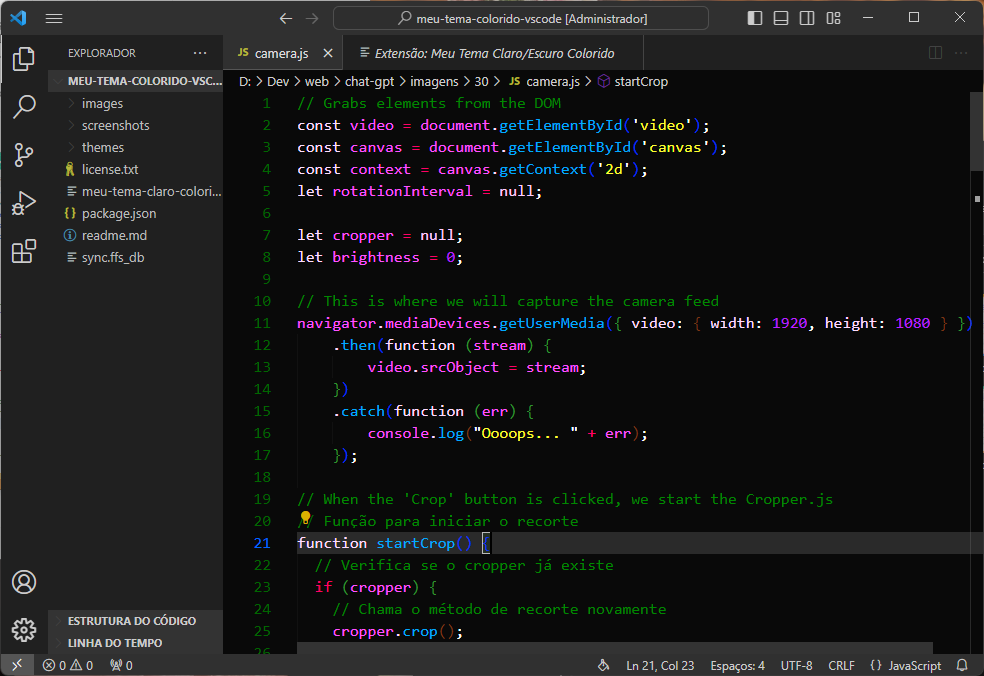 meu-tema-colorido-vscode [Administrador]
EXPLORADOR
MEU-TEMA-COLORIDO-VSC...
images
screenshots
themes
license.txt
meu-tema-claro-colori...
package.json
readme.md
sync.ffs_db
ESTRUTURA DO CÓDIGO
LINHA DO TEMPO
JS camera.js
Extensão: Meu Tema Claro/Escuro Colorido
D: > Dev > web > chat-gpt > imagens > 30 > JS camera.js > startCrop
1 // Grabs elements from the DOM
2 const video = document.getElementById('video');
3 const canvas = document.getElementById('canvas');
4 const context = canvas.getContext('2d');
5 let rotationInterval = null;
6
7 let cropper = null;
8 let brightness = 0;
9
10 // This is where we will capture the camera feed
11 navigator.mediaDevices.getUserMedia({ video: { width: 1920, height: 1080 } })
12     .then(function (stream) {
13         video.srcObject = stream;
14     })
15     .catch(function (err) {
16         console.log("Oooops... " + err);
17     });
18
19 // When the 'Crop' button is clicked, we start the Cropper.js
20 // Função para iniciar o recorte
21 function startCrop() {
22   // Verifica se o cropper já existe
23   if (cropper) {
24     // Chama o método de recorte novamente
25     cropper.crop();
26
0 0 0 Ln 21, Col 23 Espaços: 4 UTF-8 CRLF {} JavaScript